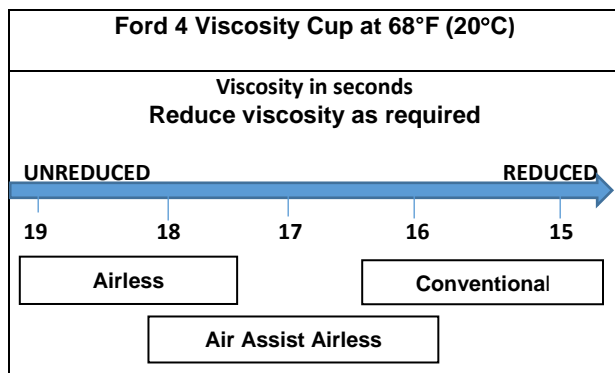 Ford 4 Viscosity Cup at 68°F (20°C)
Viscosity in seconds
Reduce viscosity as required
UNREDUCED REDUCED
19 18 17 16 15
Airless Conventional
Air Assist Airless